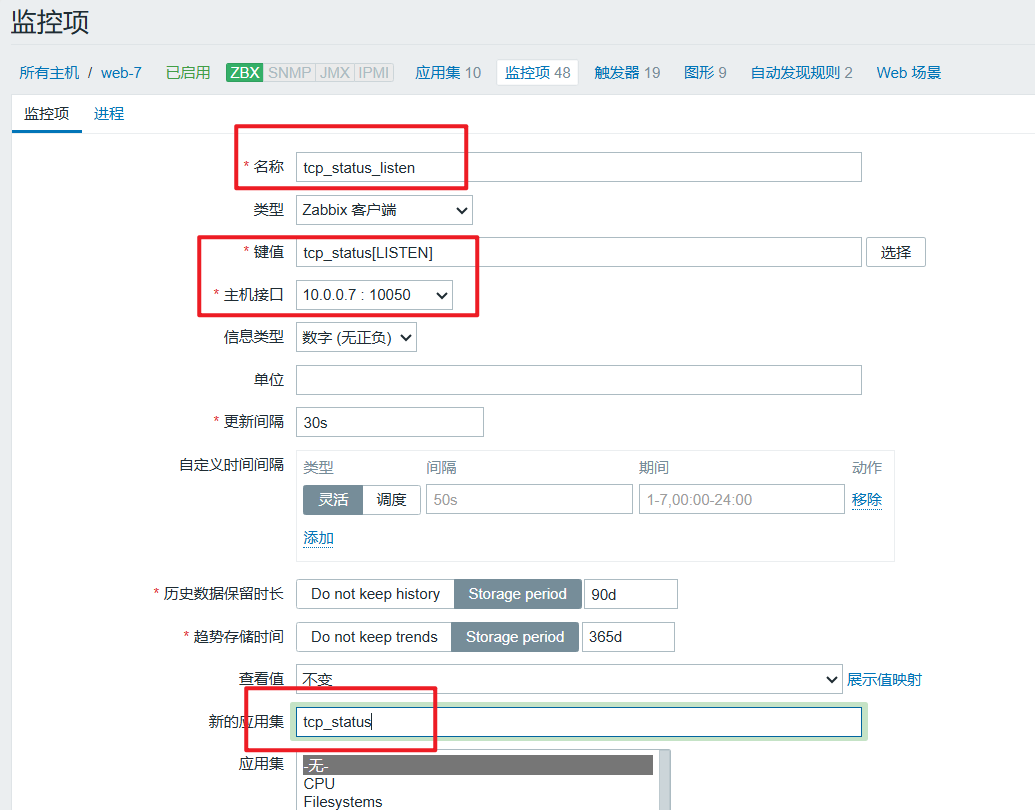 监控项
所有主机 / web-7 已启用 ZBX SNMP JMX IPMI 应用集 10 监控项 48 触发器 19 图形 9 自动发现规则 2 Web 场景
监控项 进程
* 名称 tcp_status_listen
类型 Zabbix 客户端
* 键值 tcp_status[LISTEN] 选择
* 主机接口 10.0.0.7 : 10050
信息类型 数字 (无正负)
单位
* 更新间隔 30s
自定义时间间隔 类型 间隔 期间 动作
灵活 调度 50s 1-7,00:00-24:00 移除
添加
* 历史数据保留时长 Do not keep history Storage period 90d
* 趋势存储时间 Do not keep trends Storage period 365d
查看值 不变 展示值映射
新的应用集 tcp_status
应用集 -无-
CPU
Filesystems